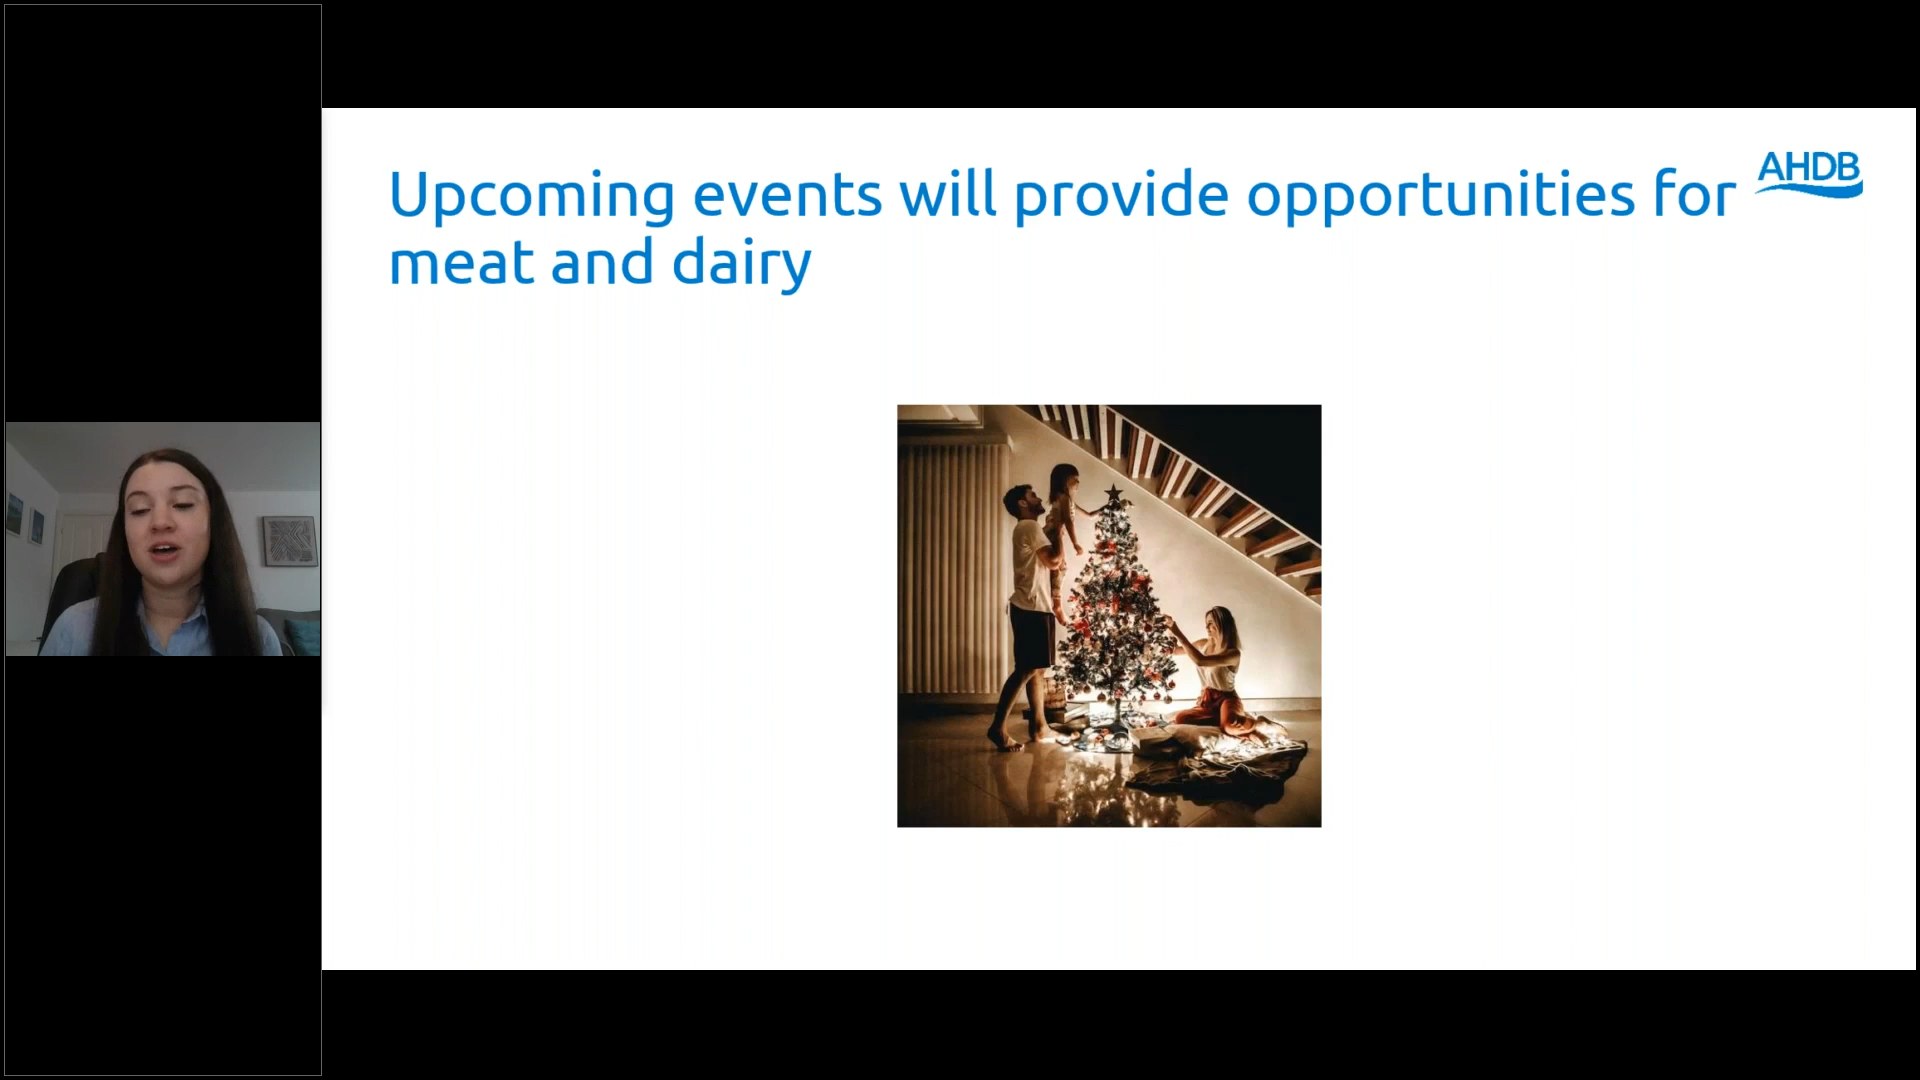 Upcoming events will provide opportunities for
meat and dairy
AHDB